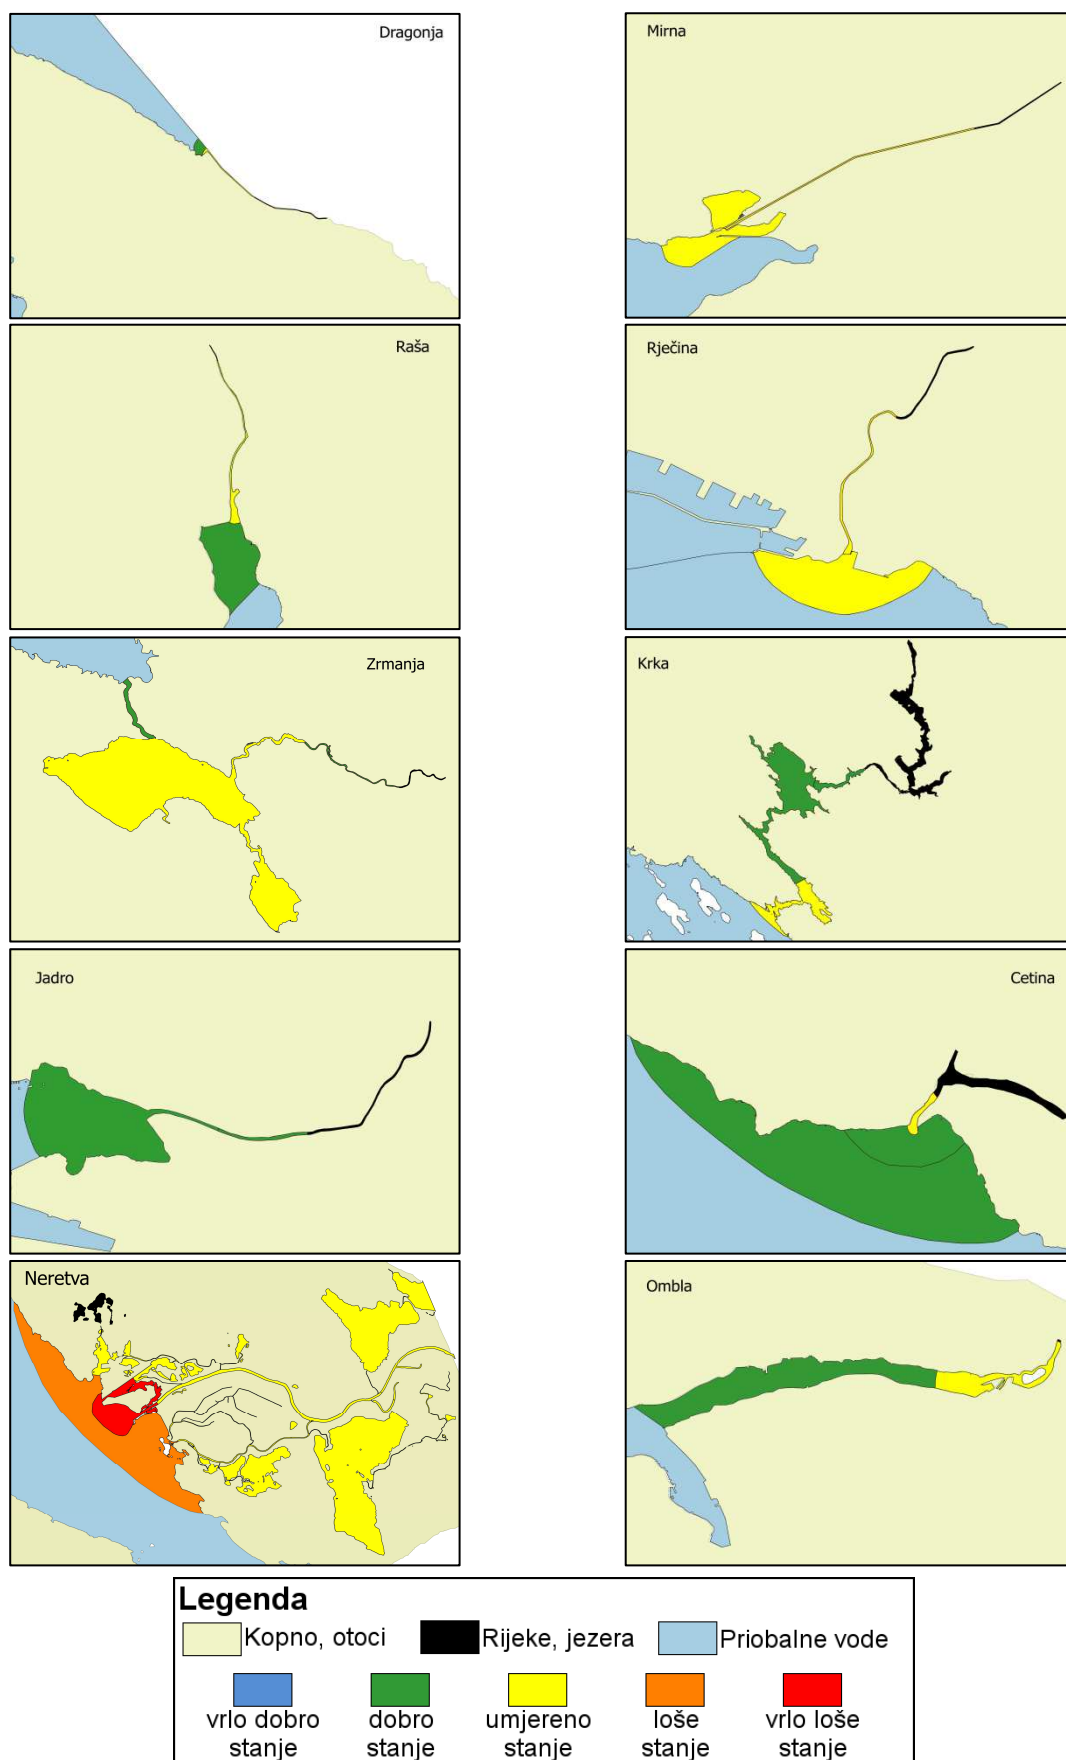 Dragonja
Mirna
Raša
Rječina
Zrmanja
Krka
Jadro
Cetina
Neretva
Ombla
Legenda
Kopno, otoci
Rijeke, jezera
Priobalne vode
vrlo dobro
stanje
dobro
stanje
umjereno
stanje
loše
stanje
vrlo loše
stanje